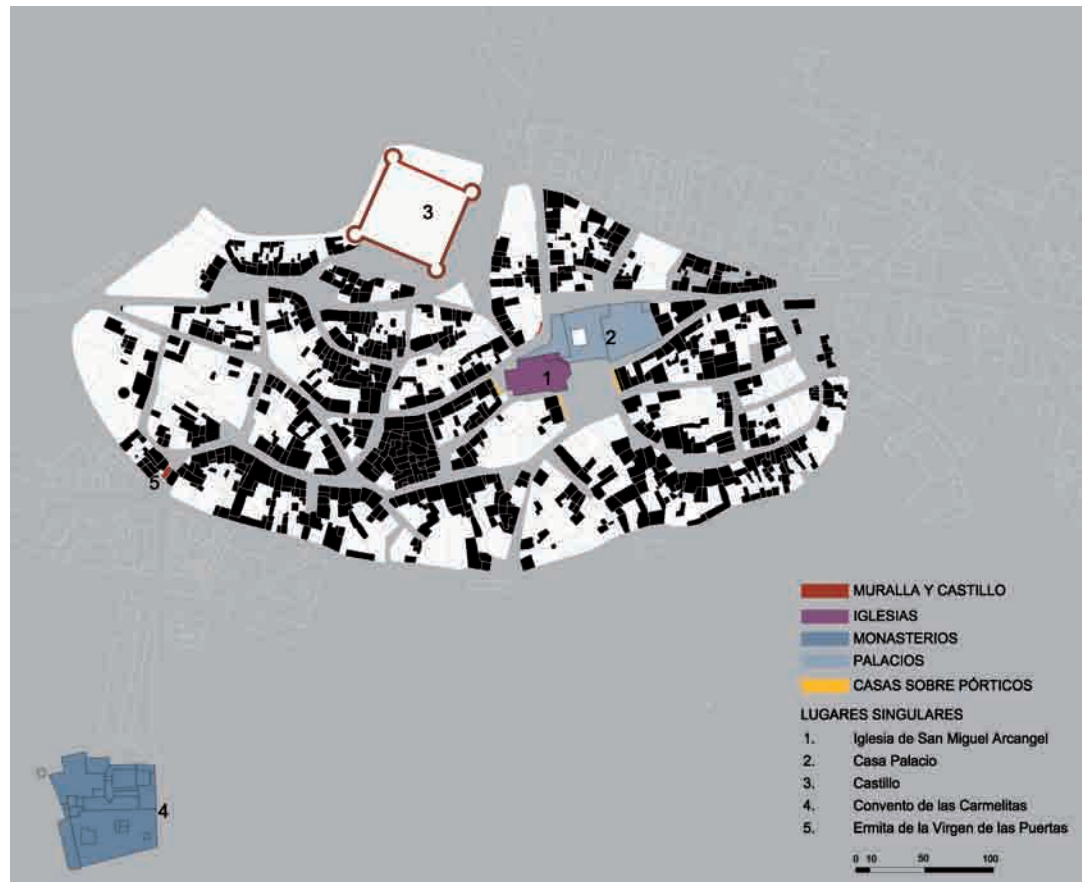 3
2
1
5
4
MURALLA Y CASTILLO
IGLESIAS
MONASTERIOS
PALACIOS
CASAS SOBRE PÓRTICOS
LUGARES SINGULARES
1. Iglesia de San Miguel Arcangel
2. Casa Palacio
3. Castillo
4. Convento de las Carmelitas
5. Ermita de la Virgen de las Puertas
0 10 50 100